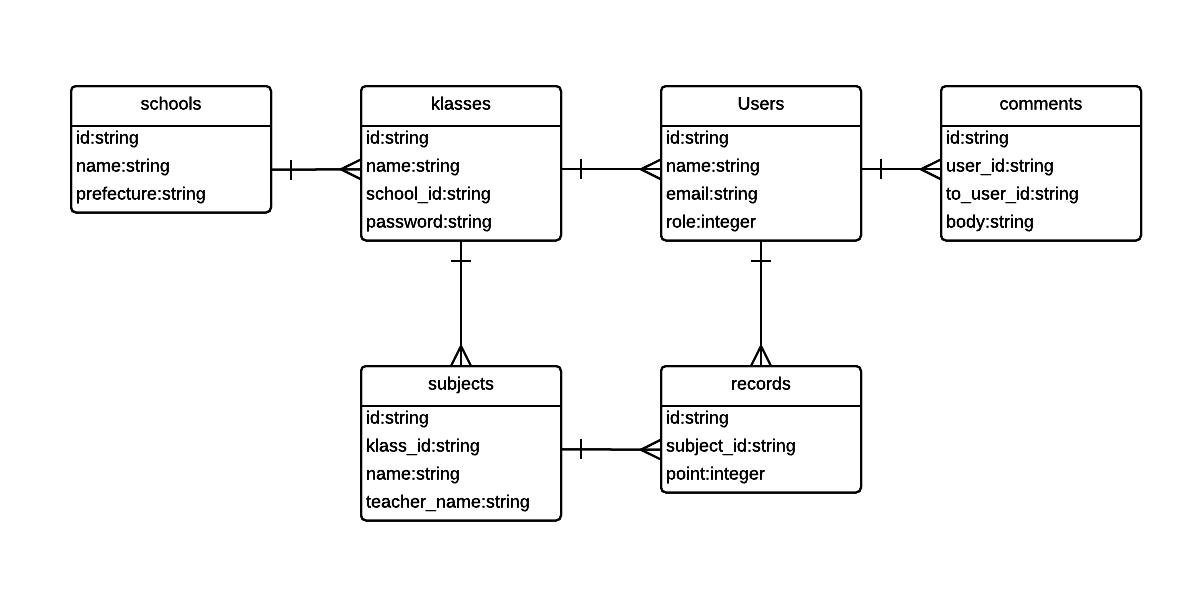 schools
id:string
name:string
prefecture:string
klasses
id:string
name:string
school_id:string
password:string
Users
id:string
name:string
email:string
role:integer
comments
id:string
user_id:string
to_user_id:string
body:string
subjects
id:string
klass_id:string
name:string
teacher_name:string
records
id:string
subject_id:string
point:integer